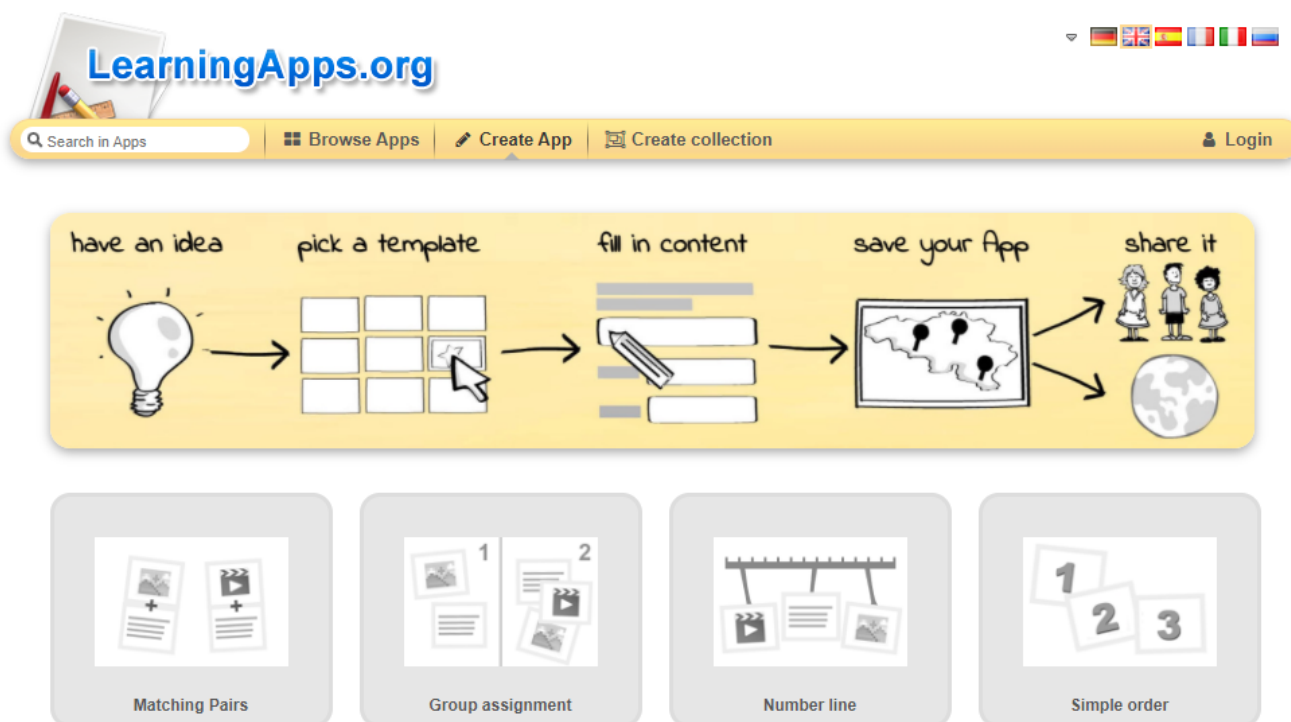 LearningApps.org
Search in Apps
Browse Apps
Create App
Create collection
Login
have an idea
pick a template
fill in content
save your App
share it
1
2
1
2
3
Matching Pairs
Group assignment
Number line
Simple order